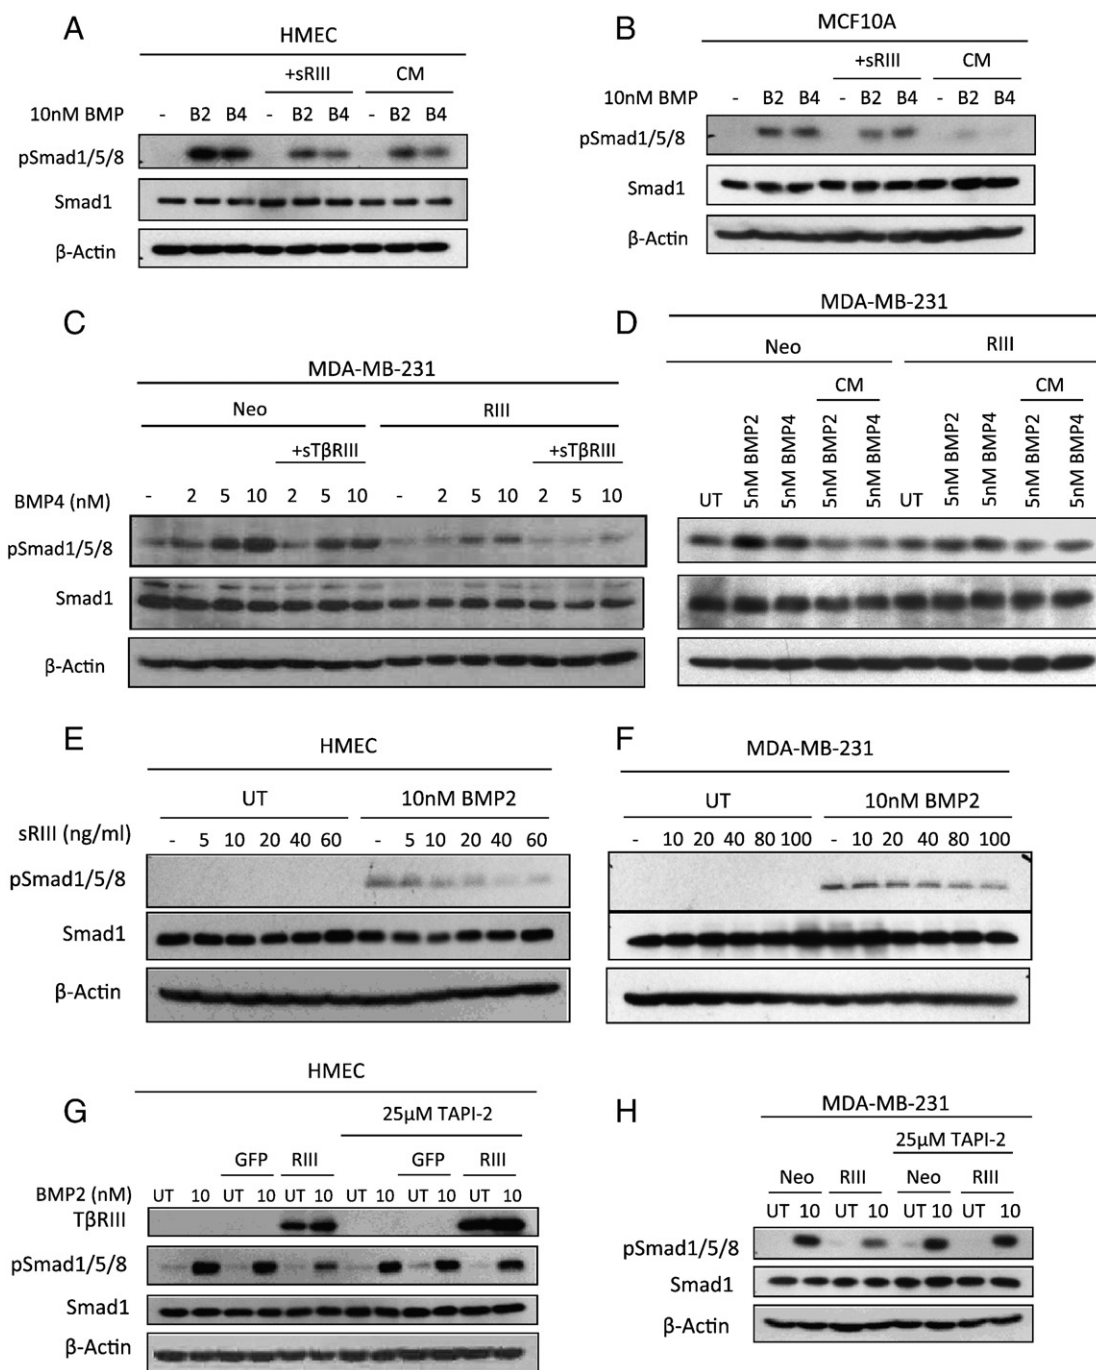 A
HMEC
+sRIII CM
10nM BMP - B2 B4 - B2 B4 - B2 B4
pSmad1/5/8
Smad1
β-Actin
B
MCF10A
+sRIII CM
10nM BMP - B2 B4 - B2 B4 - B2 B4
pSmad1/5/8
Smad1
β-Actin
C
MDA-MB-231
Neo RIII
+sTβRIII +sTβRIII
BMP4 (nM) - 2 5 10 2 5 10 - 2 5 10 2 5 10
pSmad1/5/8
Smad1
β-Actin
D
MDA-MB-231
Neo RIII
CM CM
UT 5nM BMP2 5nM BMP4 5nM BMP2 5nM BMP4 UT 5nM BMP2 5nM BMP4 5nM BMP2 5nM BMP4
E
HMEC
UT 10nM BMP2
sRIII (ng/ml) - 5 10 20 40 60 - 5 10 20 40 60
pSmad1/5/8
Smad1
β-Actin
F
MDA-MB-231
UT 10nM BMP2
- 10 20 40 80 100 - 10 20 40 80 100
G
HMEC
25μM TAPI-2
GFP RIII GFP RIII
BMP2 (nM) UT 10 UT 10 UT 10 UT 10 UT 10 UT 10
TβRIII
pSmad1/5/8
Smad1
β-Actin
H
MDA-MB-231
25μM TAPI-2
Neo RIII Neo RIII
UT 10 UT 10 UT 10 UT 10
pSmad1/5/8
Smad1
β-Actin